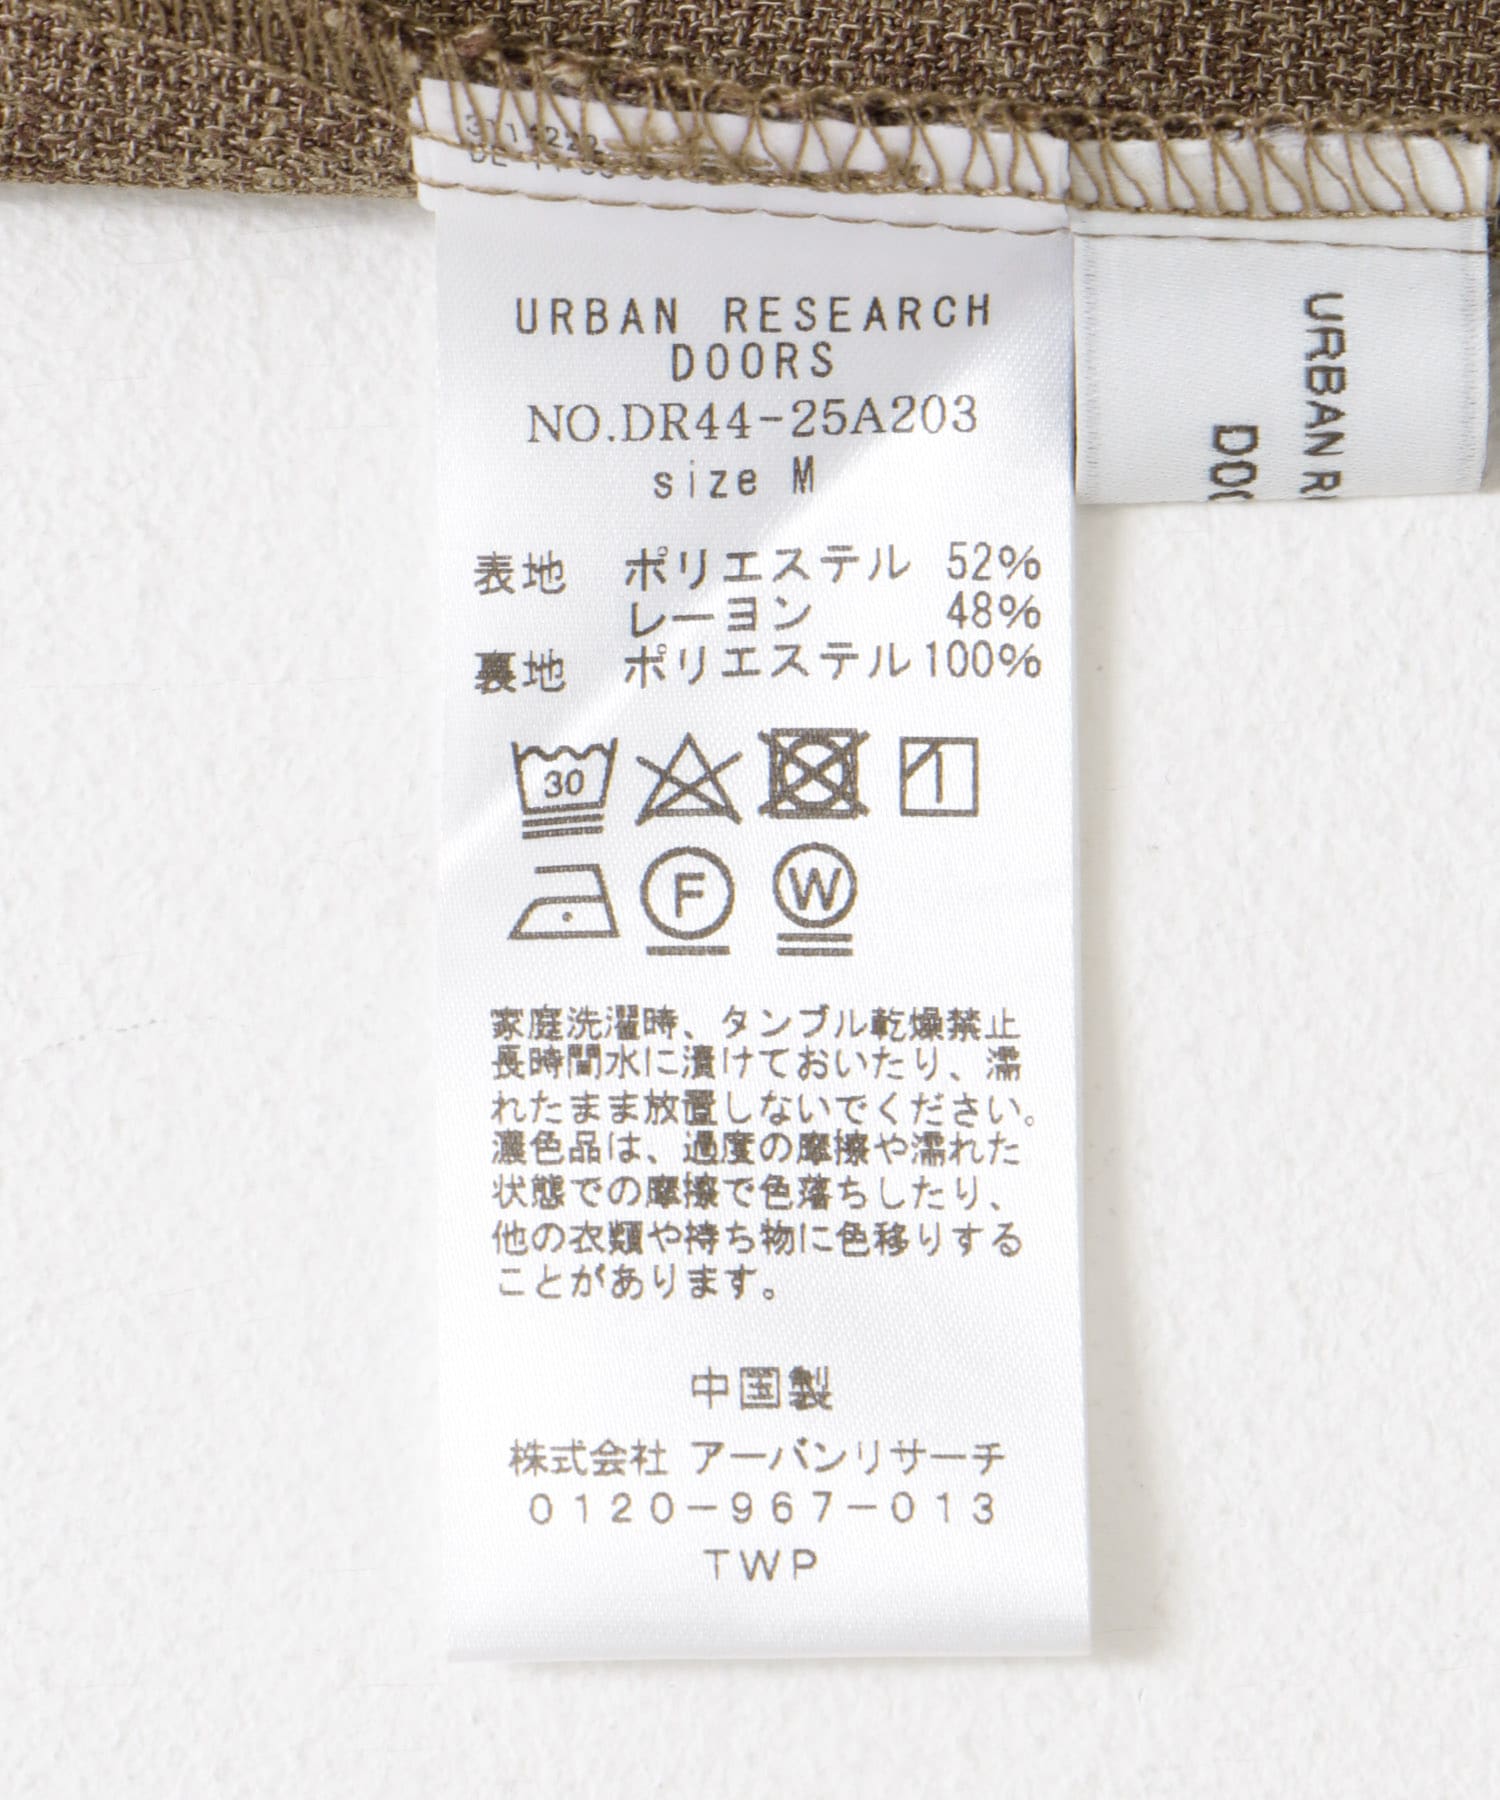 3114222
URBAN RESEARCH
DOORS
NO.DR44-25A203
size M
表地 ポリエステル 52%
レーヨン 48%
裏地 ポリエステル100%
30
F
W
家庭洗濯時、タンブル乾燥禁止
長時間水に漬けておいたり、濡
れたまま放置しないでください。
濃色品は、過度の摩擦や濡れた
状態での摩擦で色落ちしたり、
他の衣類や持ち物に色移りする
ことがあります。
中国製
株式会社 アーバンリサーチ
0120-967-013
TWP
URBAN R
DOO